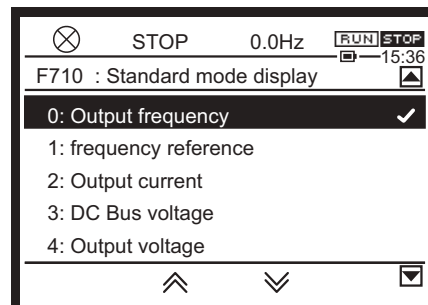 STOP 0.0Hz RUN STOP
15:36
F710 : Standard mode display
0: Output frequency
1: frequency reference
2: Output current
3: DC Bus voltage
4: Output voltage